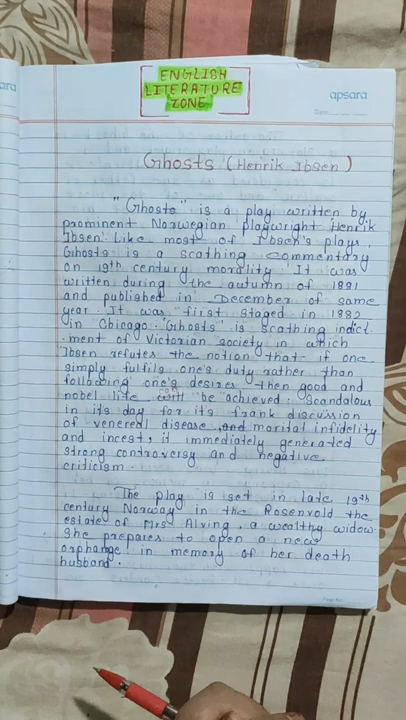 ENGLISH
LITERATURE
ZONE
apsara
Date
Ghosts (Henrik Ibsen)
"Ghosts" is a play written by
prominent Norwegian playwright Henrik
Ibsen. Like most of Ibsen's plays,
Ghosts is a scathing commentary
on 19th century morality. It was
written during the autumn of 1881
and published in December of same
year. It was first staged in 1882
in Chicago. "Ghosts" is scathing indict
-ment of Victorian society in which
Ibsen refutes the notion that if one
simply fulfils one's duty rather than
following one's desires then good and
nobel life can be achieved. Scandalous
in its day for its frank discussion
of venereal disease, and marital infidelity
and incest, it immediately generated
strong controversy and negative
criticism.
The play is set in late 19th
century Norway in the Rosenvold the
estate of Mrs Alving, a wealthy widow.
She prepares to open a new
orphange in memory of her death
husband.